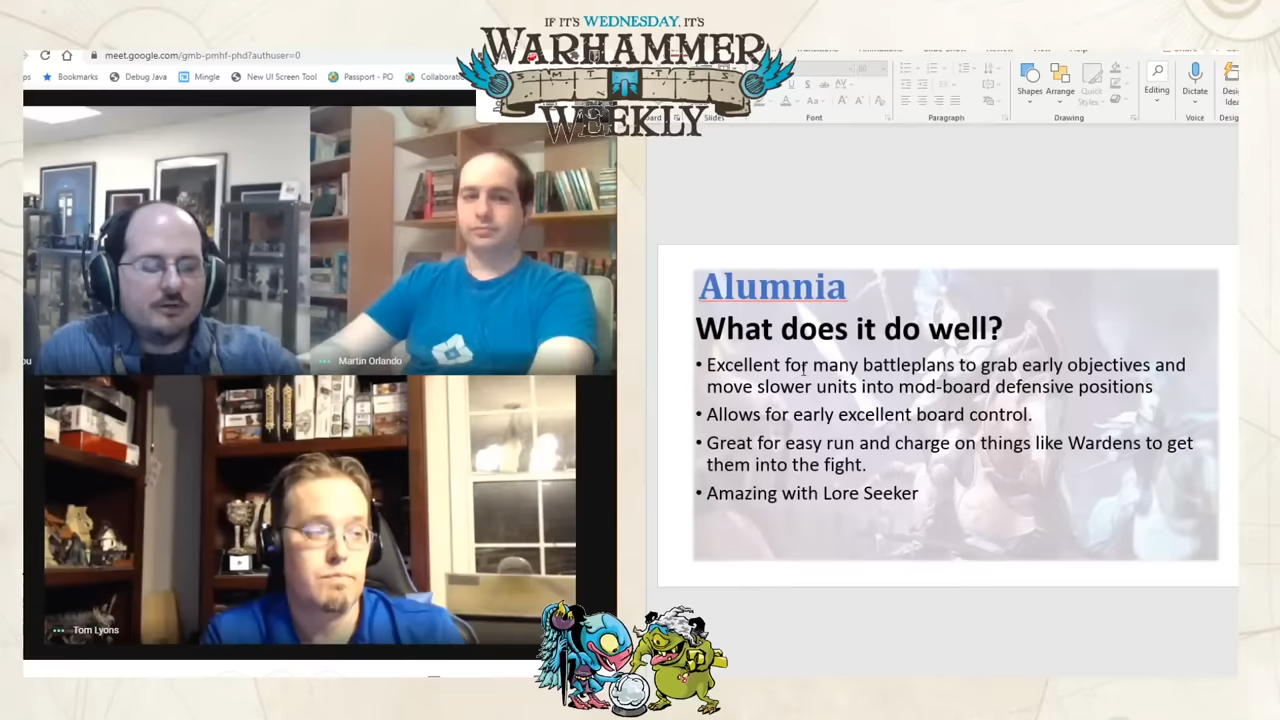 IF IT'S WEDNESDAY, IT'S
WARHAMMER
WEEKLY
meet.google.com/gmb-pmhf-phd?authuser=0
Bookmarks
Debug Java
Mingle
New UI Screen Tool
Passport - PO
Slides
Font
Paragraph
Shapes
Arrange
Quick
Styles
Drawing
Editing
Dictate
Voice
Martin Orlando
Tom Lyons
Alumnia
What does it do well?
• Excellent for many battleplans to grab early objectives and
move slower units into mod-board defensive positions
• Allows for early excellent board control.
• Great for easy run and charge on things like Wardens to get
them into the fight.
• Amazing with Lore Seeker